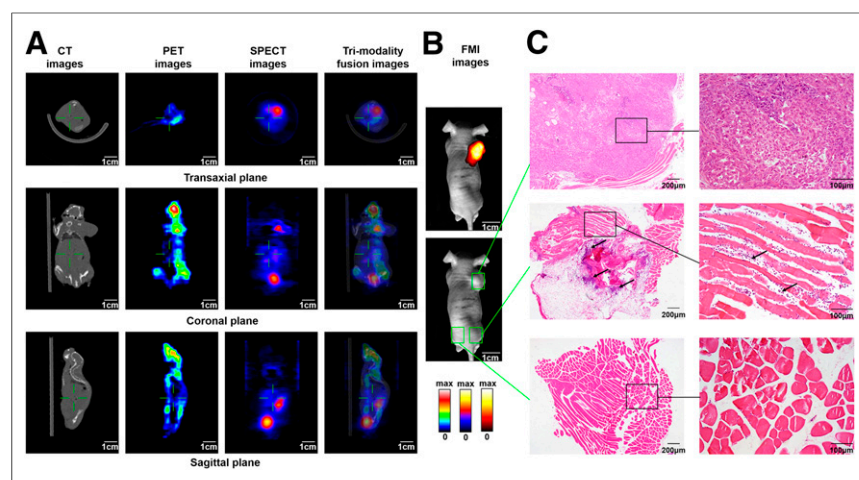 A
B
C
CT
images
PET
images
SPECT
images
Tri-modality
fusion images
FMI
images
1cm
1cm
1cm
1cm
Transaxial plane
1cm
1cm
1cm
1cm
Coronal plane
1cm
1cm
1cm
1cm
Sagittal plane
1cm
1cm
max
max
max
0
0
0
200µm
100µm
200µm
100µm
200µm
100µm